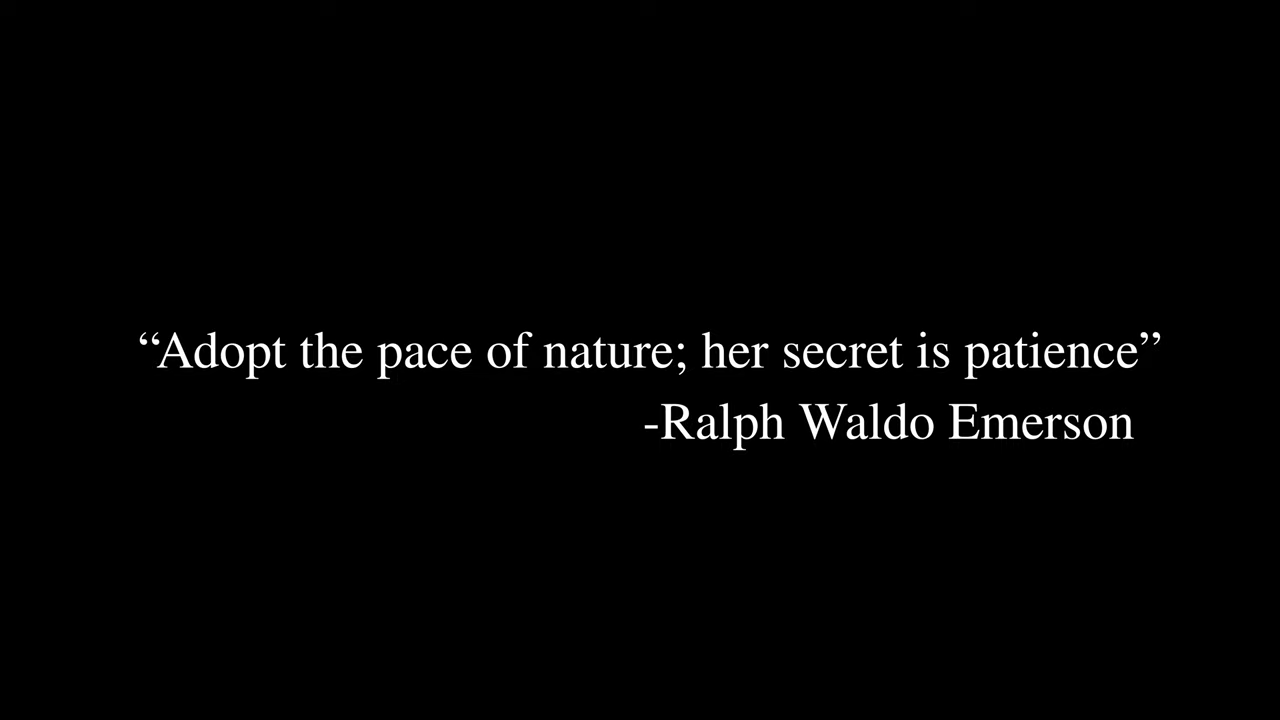 “Adopt the pace of nature; her secret is patience”
-Ralph Waldo Emerson